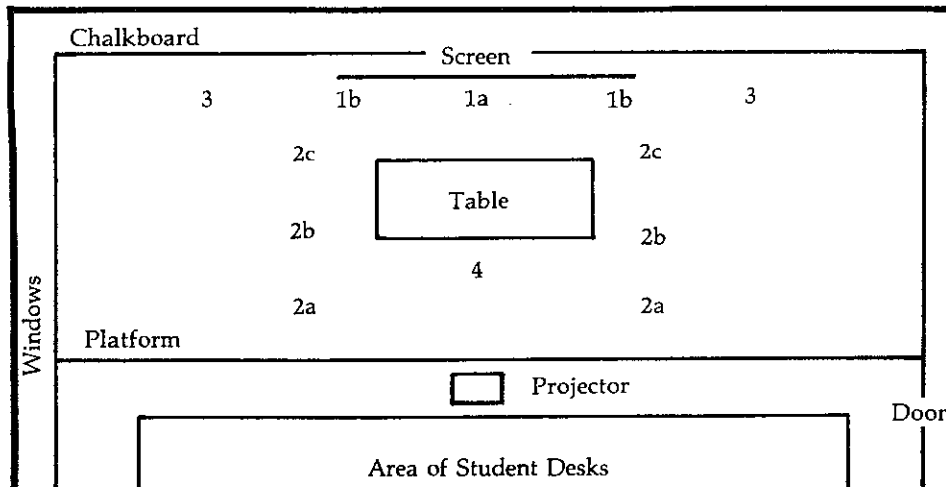 Chalkboard
Screen
3 1b 1a 1b 3
2c 2c
Table
2b 2b
4
2a 2a
Windows
Platform
Projector
Door
Area of Student Desks